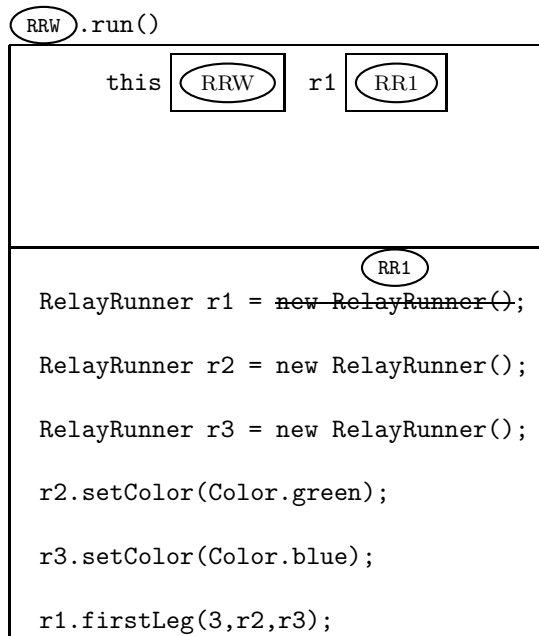 RRW.run()
this RRW r1 RR1
RR1
RelayRunner r1 = new RelayRunner();
RelayRunner r2 = new RelayRunner();
RelayRunner r3 = new RelayRunner();
r2.setColor(Color.green);
r3.setColor(Color.blue);
r1.firstLeg(3,r2,r3);